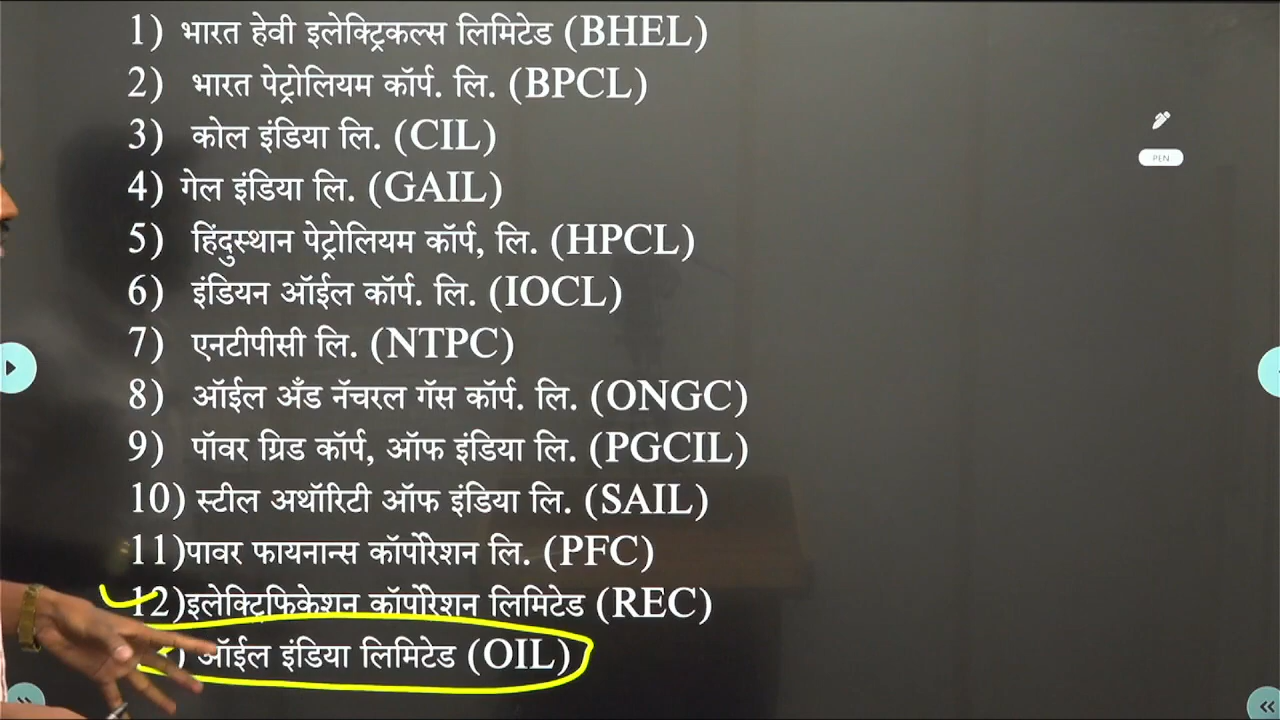 1) भारत हेवी इलेक्ट्रिकल्स लिमिटेड (BHEL)
2) भारत पेट्रोलियम कॉर्प. लि. (BPCL)
3) कोल इंडिया लि. (CIL)
4) गेल इंडिया लि. (GAIL)
5) हिंदुस्थान पेट्रोलियम कॉर्प, लि. (HPCL)
6) इंडियन ऑईल कॉर्प. लि. (IOCL)
7) एनटीपीसी लि. (NTPC)
8) ऑईल अँड नॅचरल गॅस कॉर्प. लि. (ONGC)
9) पॉवर ग्रिड कॉर्प, ऑफ इंडिया लि. (PGCIL)
10) स्टील अथॉरिटी ऑफ इंडिया लि. (SAIL)
11)पावर फायनान्स कॉर्पोरेशन लि. (PFC)
12)इलेक्ट्रिफिकेशन कॉर्पोरेशन लिमिटेड (REC)
) ऑईल इंडिया लिमिटेड (OIL)
PEN